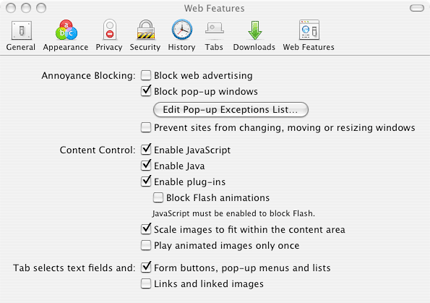 Web Features
General Appearance Privacy Security History Tabs Downloads Web Features
Annoyance Blocking: Block web advertising
Block pop-up windows
Edit Pop-up Exceptions List...
Prevent sites from changing, moving or resizing windows
Content Control: Enable JavaScript
Enable Java
Enable plug-ins
Block Flash animations
JavaScript must be enabled to block Flash.
Scale images to fit within the content area
Play animated images only once
Tab selects text fields and: Form buttons, pop-up menus and lists
Links and linked images